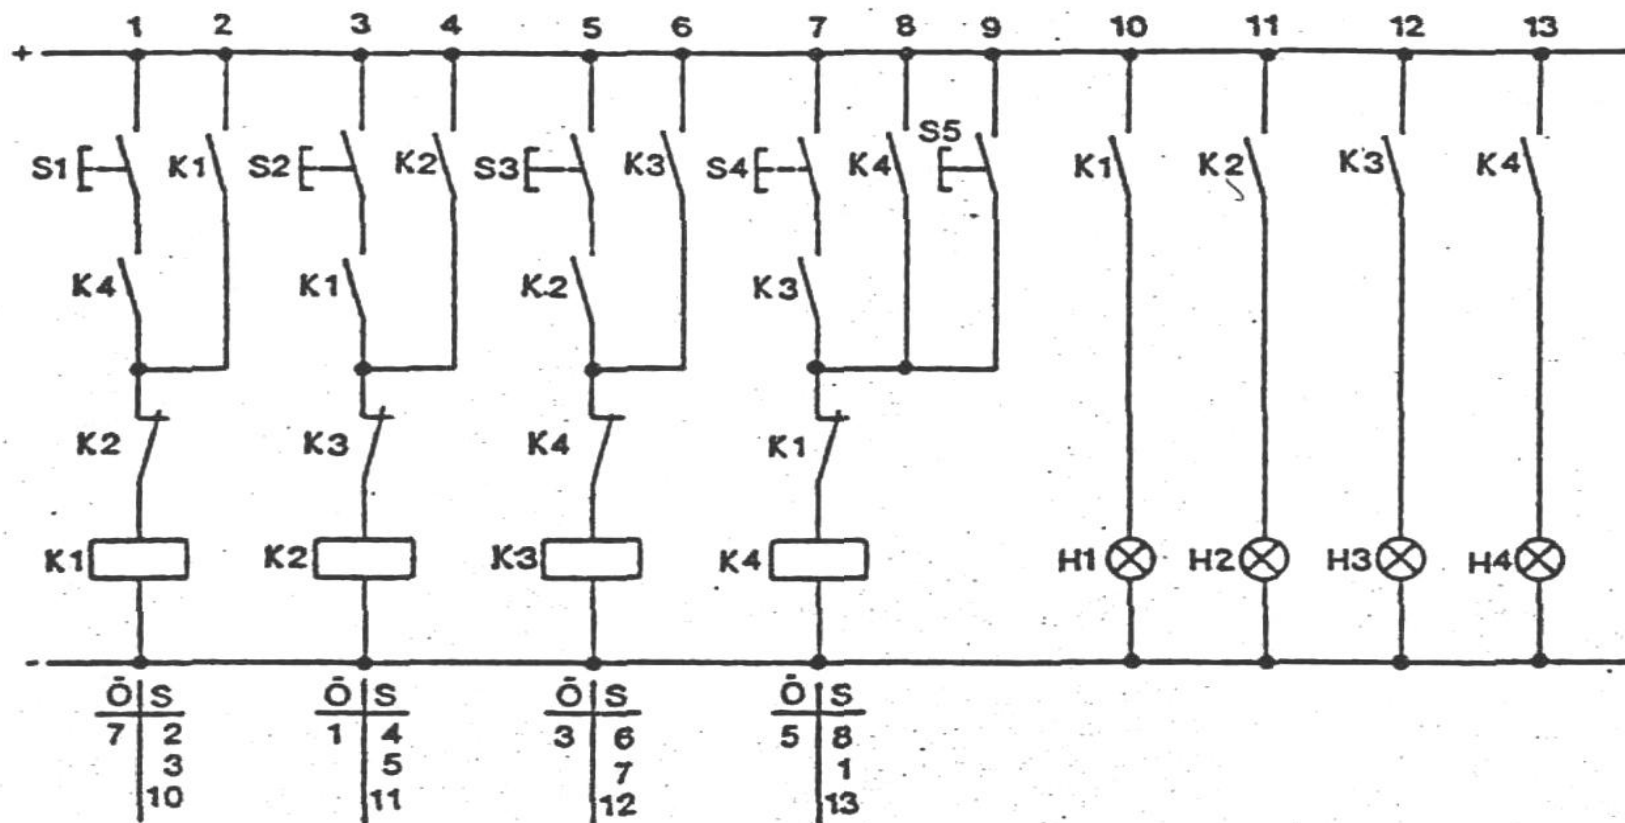 1 2 3 4 5 6 7 8 9 10 11 12 13
+
S5
S1 K1 S2 K2 S3 K3 S4 K4 K1 K2 K3 K4
K4 K1 K2 K3
K2 K3 K4 K1
K1 K2 K3 K4 H1 H2 H3 H4
-
Ö S Ö S Ö S Ö S
7 2 1 4 3 6 5 8
3 5 7 1
10 11 12 13